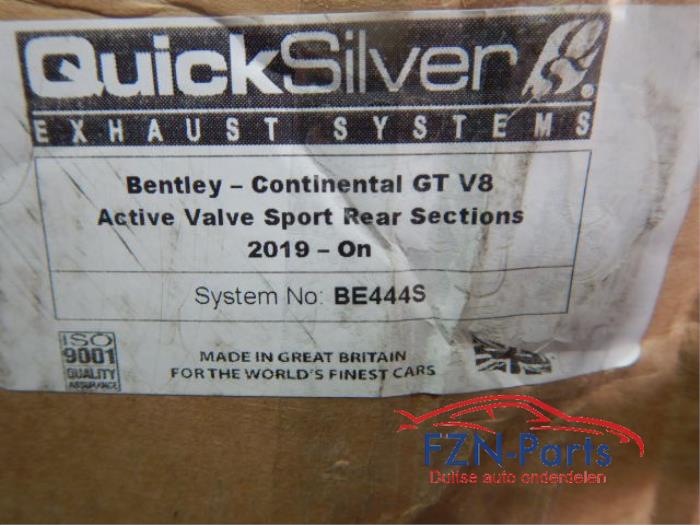 QuickSilver
EXHAUST SYSTEMS
Bentley – Continental GT V8
Active Valve Sport Rear Sections
2019 – On
System No: BE444S
ISO
9001
QUALITY
ASSURANCE
MADE IN GREAT BRITAIN
FOR THE WORLD'S FINEST CARS
FZN-Parts
Duitse auto onderdelen